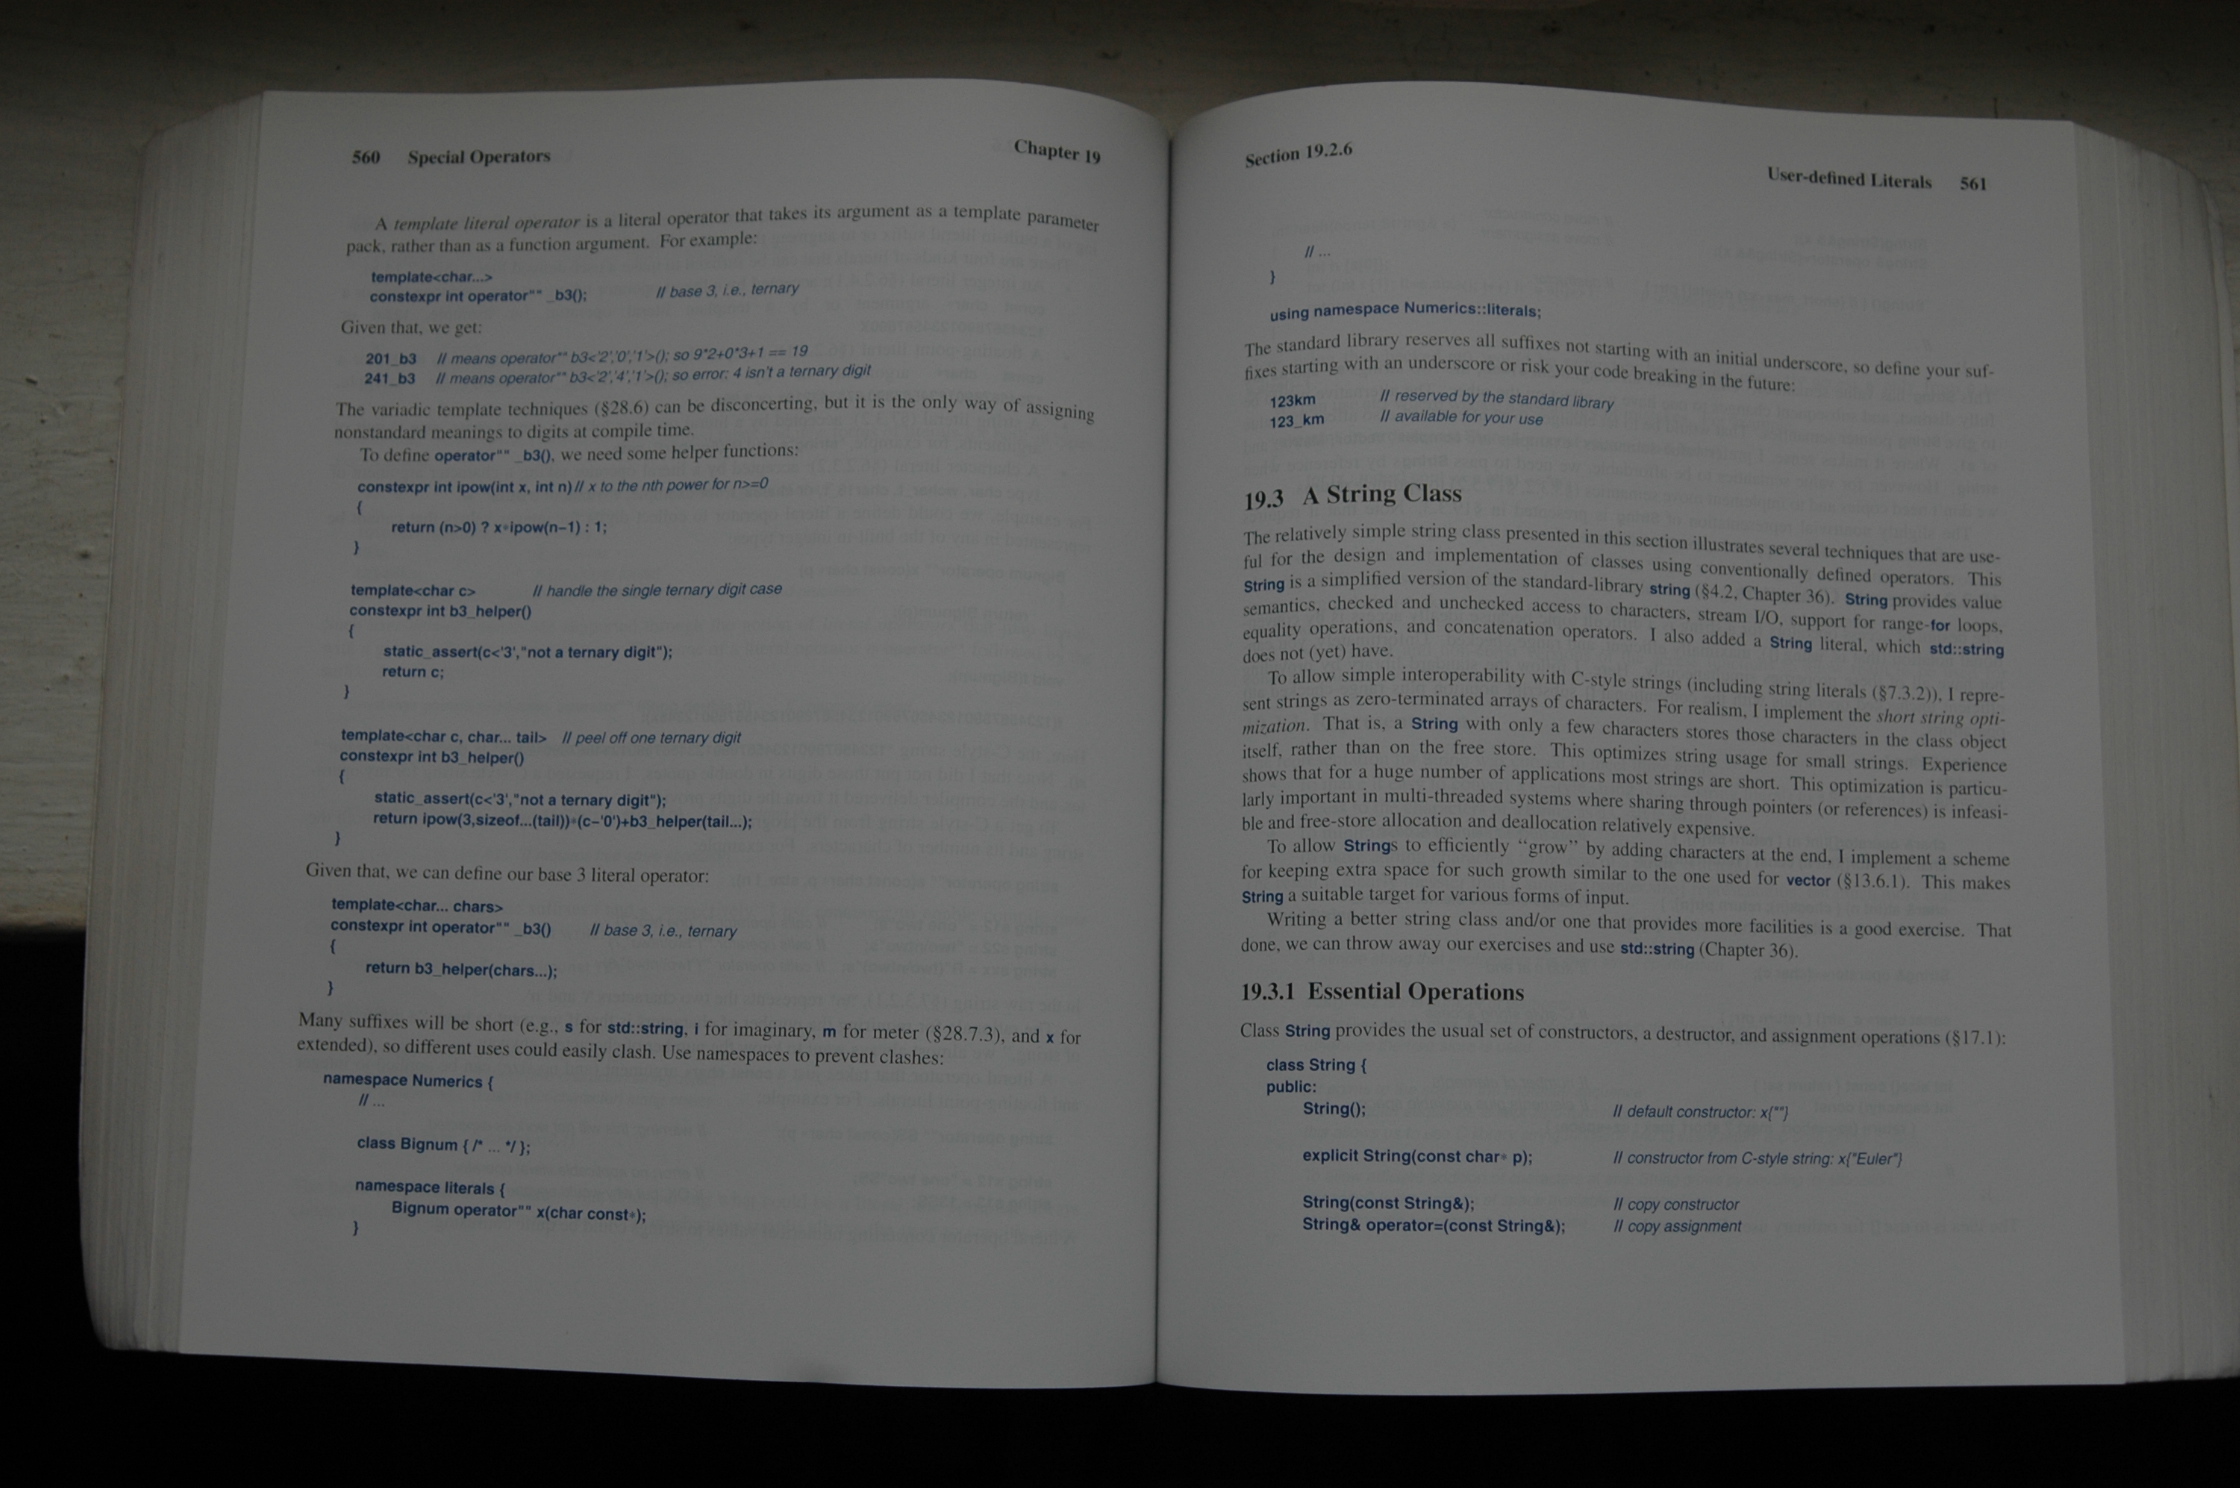 560 Special Operators Chapter 19
A template literal operator is a literal operator that takes its argument as a template parameter
pack, rather than as a function argument. For example:
template<char...>
constexpr int operator"" _b3(); // base 3, i.e., ternary
Given that, we get:
201_b3 // means operator"" b3<'2','0','1'>(); so 9*2+0*3+1 == 19
241_b3 // means operator"" b3<'2','4','1'>(); so error: 4 isn't a ternary digit
The variadic template techniques (§28.6) can be disconcerting, but it is the only way of assigning
nonstandard meanings to digits at compile time.
To define operator"" _b3(), we need some helper functions:
constexpr int ipow(int x, int n) // x to the nth power for n>=0
{
return (n>0) ? x*ipow(n-1) : 1;
}
template<char c> // handle the single ternary digit case
constexpr int b3_helper()
{
static_assert(c<'3',"not a ternary digit");
return c;
}
template<char c, char... tail> // peel off one ternary digit
constexpr int b3_helper()
{
static_assert(c<'3',"not a ternary digit");
return ipow(3,sizeof...(tail))*(c-'0')+b3_helper(tail...);
}
Given that, we can define our base 3 literal operator:
template<char... chars>
constexpr int operator"" _b3() // base 3, i.e., ternary
{
return b3_helper(chars...);
}
Many suffixes will be short (e.g., s for std::string, i for imaginary, m for meter (§28.7.3), and x for
extended), so different uses could easily clash. Use namespaces to prevent clashes:
namespace Numerics {
// ...
class Bignum { /* ... */ };
namespace literals {
Bignum operator"" x(char const*);
}
Section 19.2.6 User-defined Literals 561
// ...
}
using namespace Numerics::literals;
The standard library reserves all suffixes not starting with an initial underscore, so define your suf-
fixes starting with an underscore or risk your code breaking in the future:
123km // reserved by the standard library
123_km // available for your use
19.3 A String Class
The relatively simple string class presented in this section illustrates several techniques that are use-
ful for the design and implementation of classes using conventionally defined operators. This
String is a simplified version of the standard-library string (§4.2, Chapter 36). String provides value
semantics, checked and unchecked access to characters, stream I/O, support for range-for loops,
equality operations, and concatenation operators. I also added a String literal, which std::string
does not (yet) have.
To allow simple interoperability with C-style strings (including string literals (§7.3.2)), I repre-
sent strings as zero-terminated arrays of characters. For realism, I implement the short string opti-
mization. That is, a String with only a few characters stores those characters in the class object
itself, rather than on the free store. This optimizes string usage for small strings. Experience
shows that for a huge number of applications most strings are short. This optimization is particu-
larly important in multi-threaded systems where sharing through pointers (or references) is infeasi-
ble and free-store allocation and deallocation relatively expensive.
To allow Strings to efficiently “grow” by adding characters at the end, I implement a scheme
for keeping extra space for such growth similar to the one used for vector (§13.6.1). This makes
String a suitable target for various forms of input.
Writing a better string class and/or one that provides more facilities is a good exercise. That
done, we can throw away our exercises and use std::string (Chapter 36).
19.3.1 Essential Operations
Class String provides the usual set of constructors, a destructor, and assignment operations (§17.1):
class String {
public:
String(); // default constructor: x{""}
explicit String(const char* p); // constructor from C-style string: x{"Euler"}
String(const String&); // copy constructor
String& operator=(const String&); // copy assignment